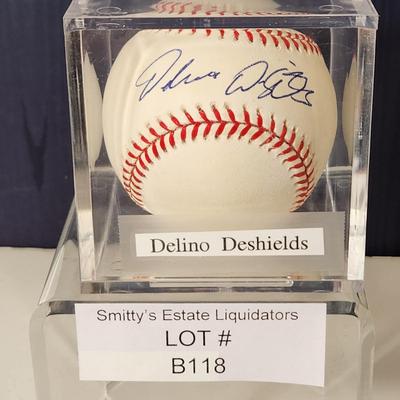 Delino Deshields
Smitty's Estate Liquidators
LOT #
B118